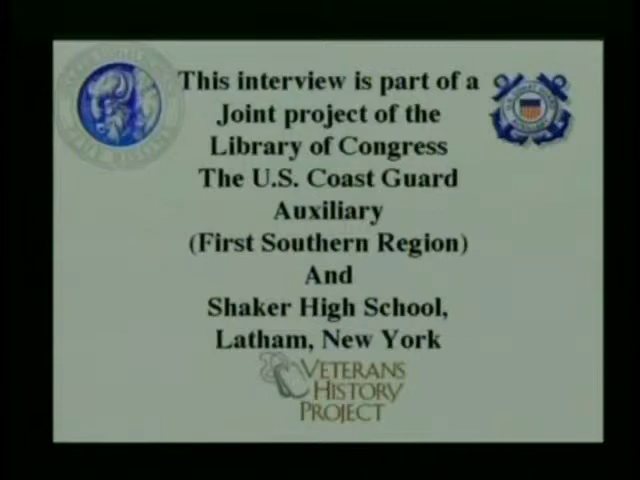 This interview is part of a
Joint project of the
Library of Congress
The U.S. Coast Guard
Auxiliary
(First Southern Region)
And
Shaker High School,
Latham, New York
VETERANS
HISTORY
PROJECT